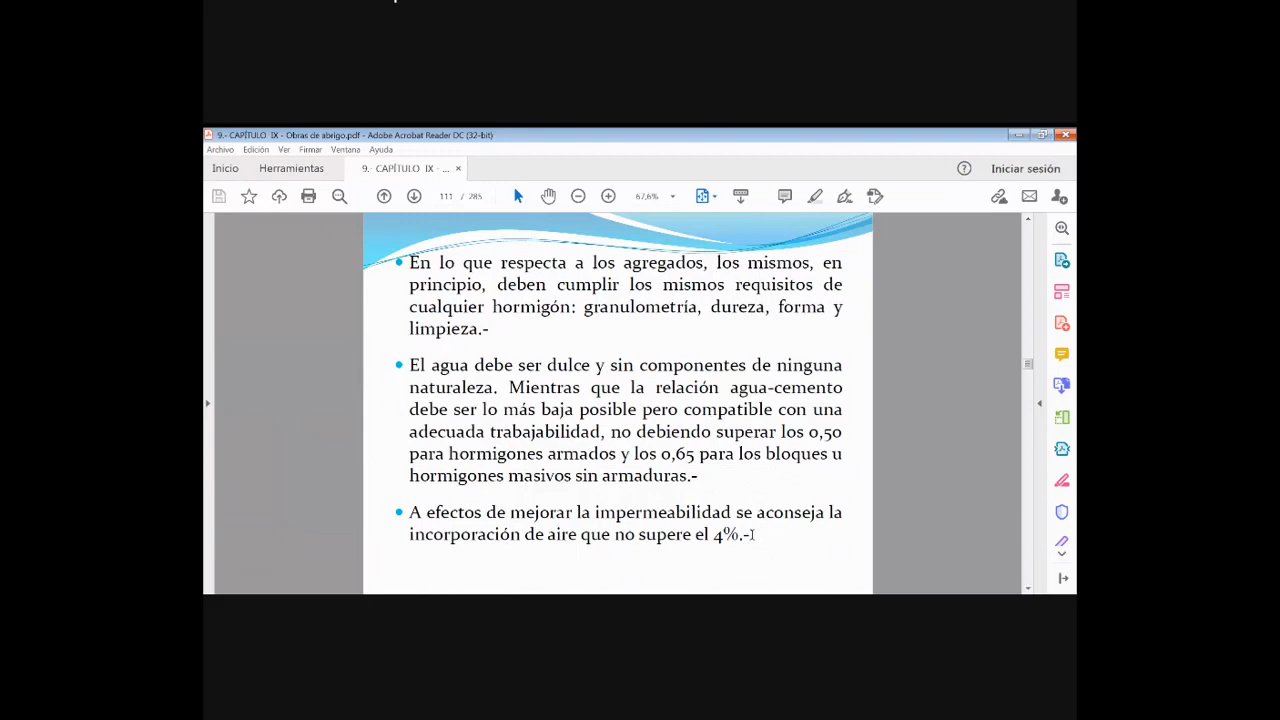 9.- CAPÍTULO IX - Obras de abrigo.pdf - Adobe Acrobat Reader DC (32-bit)
Archivo Edición Ver Firmar Ventana Ayuda
Inicio Herramientas 9.- CAPÍTULO IX - ... × Iniciar sesión
111 / 285 67,6%
• En lo que respecta a los agregados, los mismos, en
principio, deben cumplir los mismos requisitos de
cualquier hormigón: granulometría, dureza, forma y
limpieza.-
• El agua debe ser dulce y sin componentes de ninguna
naturaleza. Mientras que la relación agua-cemento
debe ser lo más baja posible pero compatible con una
adecuada trabajabilidad, no debiendo superar los 0,50
para hormigones armados y los 0,65 para los bloques u
hormigones masivos sin armaduras.-
• A efectos de mejorar la impermeabilidad se aconseja la
incorporación de aire que no supere el 4%.-